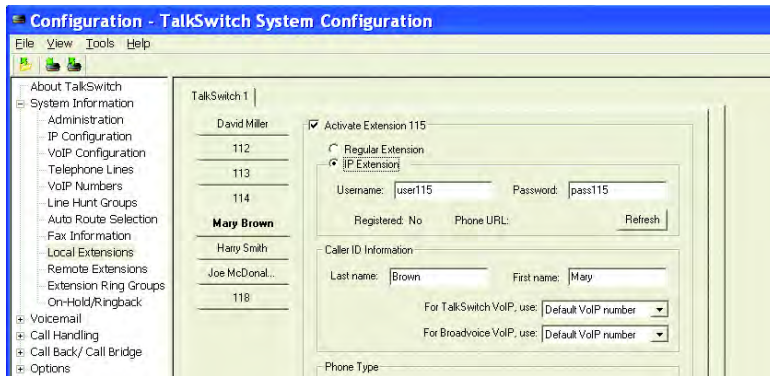 Configuration - TalkSwitch System Configuration
File View Tools Help
About TalkSwitch
System Information
Administration
IP Configuration
VoIP Configuration
Telephone Lines
VoIP Numbers
Line Hunt Groups
Auto Route Selection
Fax Information
Local Extensions
Remote Extensions
Extension Ring Groups
On-Hold/Ringback
Voicemail
Call Handling
Call Back/ Call Bridge
Options
TalkSwitch 1
David Miller
112
113
114
Mary Brown
Harry Smith
Joe McDonal...
118
Activate Extension 115
Regular Extension
IP Extension
Username: user115 Password: pass115
Registered: No Phone URL: Refresh
Caller ID Information
Last name: Brown First name: Mary
For TalkSwitch VoIP, use: Default VoIP number
For Broadvoice VoIP, use: Default VoIP number
Phone Type